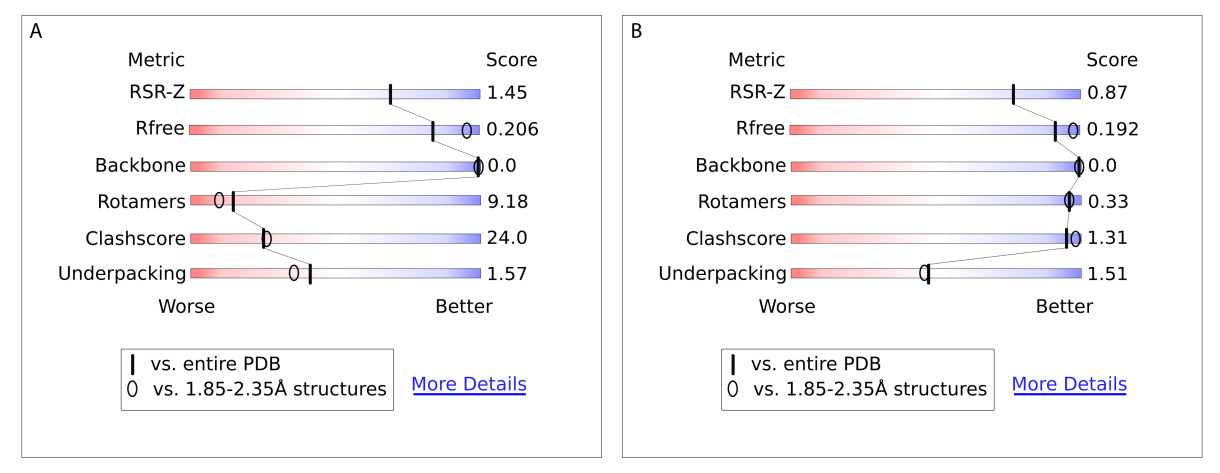 A
Metric Score
RSR-Z 1.45
Rfree 0.206
Backbone 0.0
Rotamers 9.18
Clashscore 24.0
Underpacking 1.57
Worse Better
vs. entire PDB
vs. 1.85-2.35Å structures
More Details
B
Metric Score
RSR-Z 0.87
Rfree 0.192
Backbone 0.0
Rotamers 0.33
Clashscore 1.31
Underpacking 1.51
Worse Better
vs. entire PDB
vs. 1.85-2.35Å structures
More Details